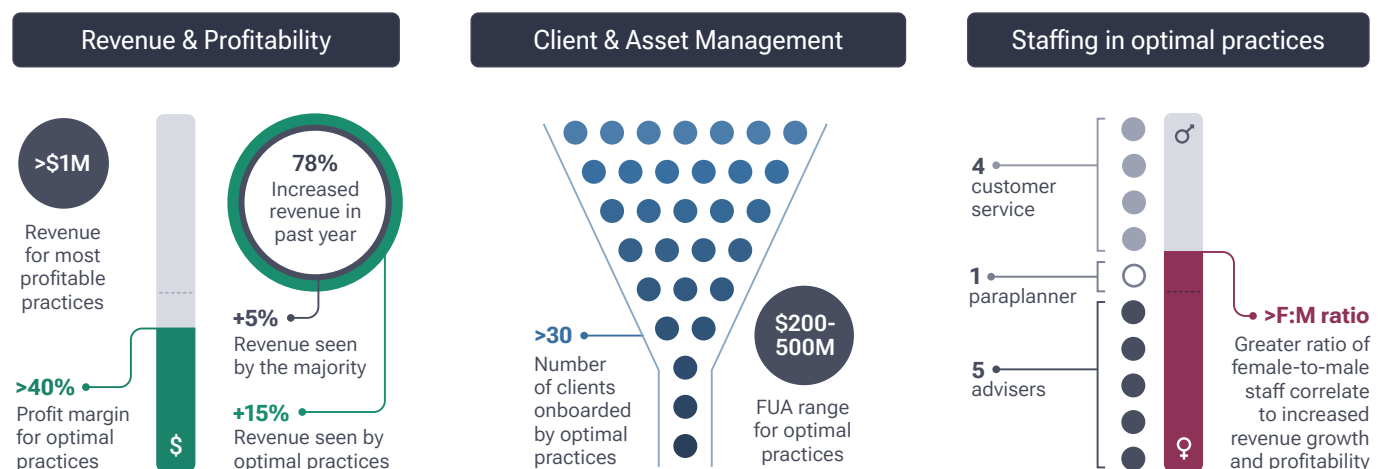 Revenue & Profitability
>$1M
Revenue
for most
profitable
practices
78%
Increased
revenue in
past year
+5%
Revenue seen
by the majority
>40%
Profit margin
for optimal
practices
$
+15%
Revenue seen by
optimal practices
Client & Asset Management
>30
Number
of clients
onboarded
by optimal
practices
$200-
500M
FUA range
for optimal
practices
Staffing in optimal practices
4
customer
service
1
paraplanner
5
advisers
♂
♀
>F:M ratio
Greater ratio of
female-to-male
staff correlate
to increased
revenue growth
and profitability